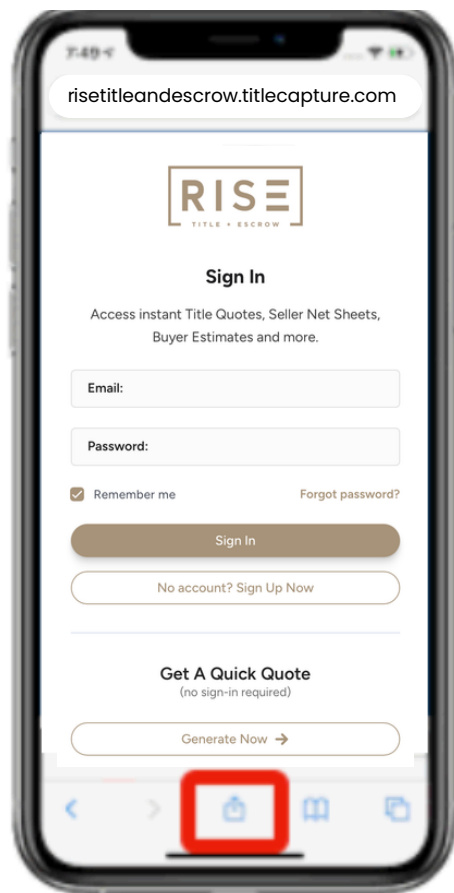 7:49
risetitleandescrow.titlecapture.com
RISE
TITLE + ESCROW
Sign In
Access instant Title Quotes, Seller Net Sheets,
Buyer Estimates and more.
Email:
Password:
Remember me
Forgot password?
Sign In
No account? Sign Up Now
Get A Quick Quote
(no sign-in required)
Generate Now →